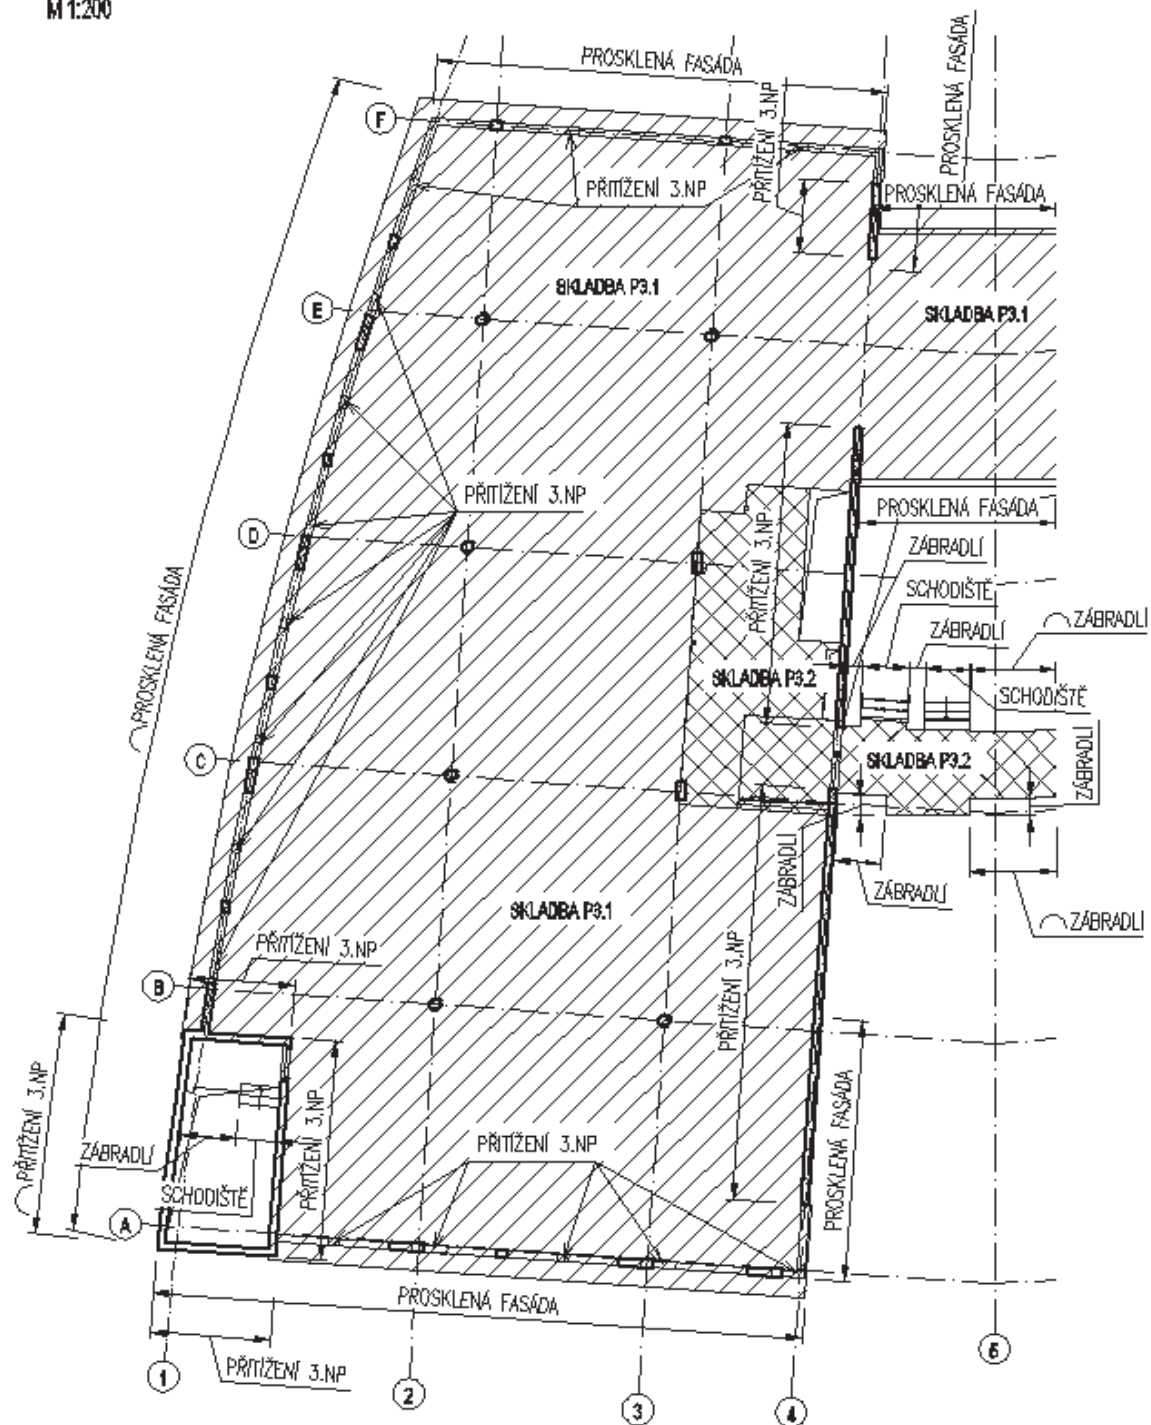 M 1:200
PROSKLENÁ FASÁDA
PROSKLENÁ FASÁDA
F
PŘITÍŽENÍ 3.NP
PŘITÍŽENÍ 3.NP
PROSKLENÁ FASÁDA
SKLADBA P3.1
E
SKLADBA P3.1
PŘITÍŽENÍ 3.NP
PROSKLENÁ FASÁDA
D
PŘITÍŽENÍ 3.NP
ZÁBRADLÍ
SCHODIŠTĚ
PROSKLENÁ FASÁDA
ZÁBRADLÍ
ZÁBRADLÍ
SKLADBA P3.2
SCHODIŠTĚ
C
SKLADBA P3.2
ZÁBRADLÍ
ZÁBRADLÍ
ZÁBRADLÍ
SKLADBA P3.1
ZÁBRADLÍ
PŘITÍŽENÍ 3.NP
B
PŘITÍŽENÍ 3.NP
PŘITÍŽENÍ 3.NP
PŘITÍŽENÍ 3.NP
PROSKLENÁ FASÁDA
ZÁBRADLÍ
PŘITÍŽENÍ 3.NP
SCHODIŠTĚ
A
PROSKLENÁ FASÁDA
PŘITÍŽENÍ 3.NP
1
2
3
4
5